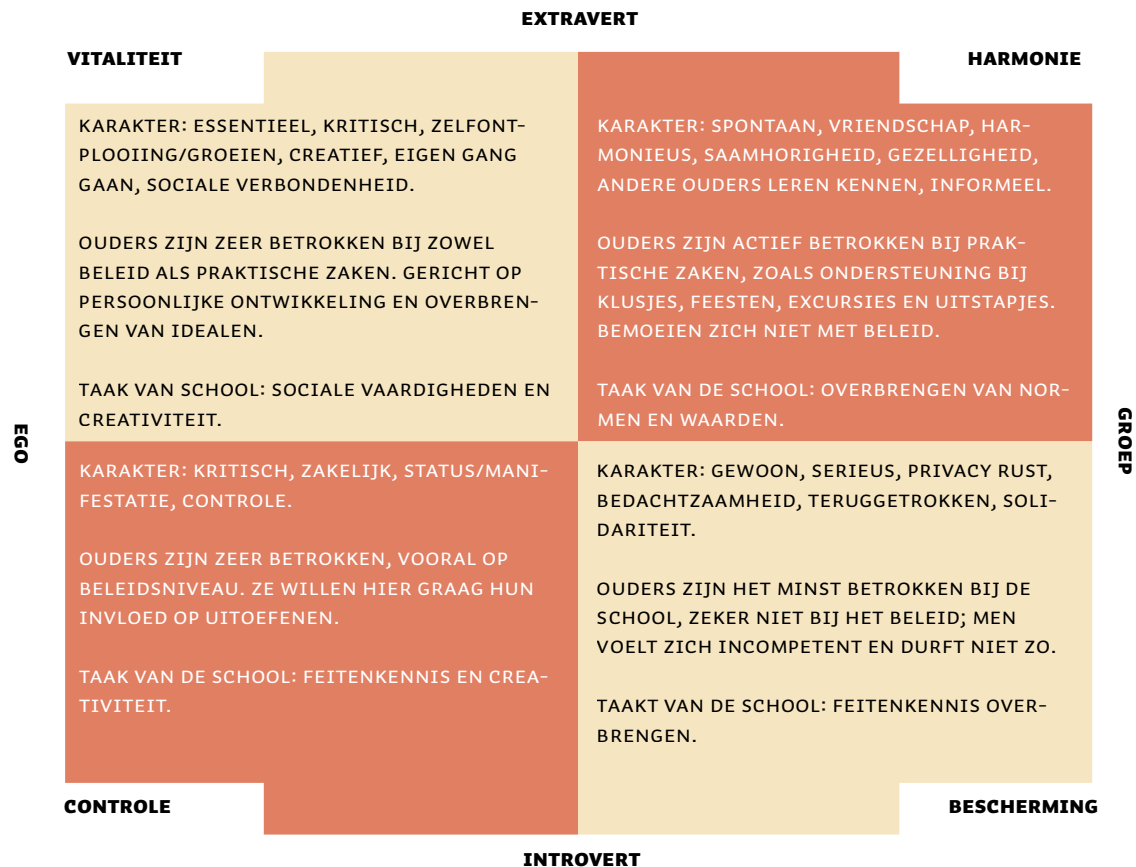 EXTRAVERT
VITALITEIT
HARMONIE
KARAKTER: ESSENTIEEL, KRITISCH, ZELFONT-
PLOOIING/GROEIEN, CREATIEF, EIGEN GANG
GAAN, SOCIALE VERBONDENHEID.
OUDERS ZIJN ZEER BETROKKEN BIJ ZOWEL
BELEID ALS PRAKTISCHE ZAKEN. GERICHT OP
PERSOONLIJKE ONTWIKKELING EN OVERBREN-
GEN VAN IDEALEN.
TAAK VAN SCHOOL: SOCIALE VAARDIGHEDEN EN
CREATIVITEIT.
KARAKTER: SPONTAAN, VRIENDSCHAP, HAR-
MONIEUS, SAAMHORIGHEID, GEZELLIGHEID,
ANDERE OUDERS LEREN KENNEN, INFORMEEL.
OUDERS ZIJN ACTIEF BETROKKEN BIJ PRAK-
TISCHE ZAKEN, ZOALS ONDERSTEUNING BIJ
KLUSJES, FEESTEN, EXCURSIES EN UITSTAPJES.
BEMOEIEN ZICH NIET MET BELEID.
TAAK VAN DE SCHOOL: OVERBRENGEN VAN NOR-
MEN EN WAARDEN.
EGO
GROEP
KARAKTER: KRITISCH, ZAKELIJK, STATUS/MANI-
FESTATIE, CONTROLE.
OUDERS ZIJN ZEER BETROKKEN, VOORAL OP
BELEIDSNIVEAU. ZE WILLEN HIER GRAAG HUN
INVLOED OP UITOEFENEN.
TAAK VAN DE SCHOOL: FEITENKENNIS EN CREA-
TIVITEIT.
KARAKTER: GEWOON, SERIEUS, PRIVACY RUST,
BEDACHTZAAMHEID, TERUGGETROKKEN, SOLI-
DARITEIT.
OUDERS ZIJN HET MINST BETROKKEN BIJ DE
SCHOOL, ZEKER NIET BIJ HET BELEID; MEN
VOELT ZICH INCOMPETENT EN DURFT NIET ZO.
TAAKT VAN DE SCHOOL: FEITENKENNIS OVER-
BRENGEN.
CONTROLE
BESCHERMING
INTROVERT